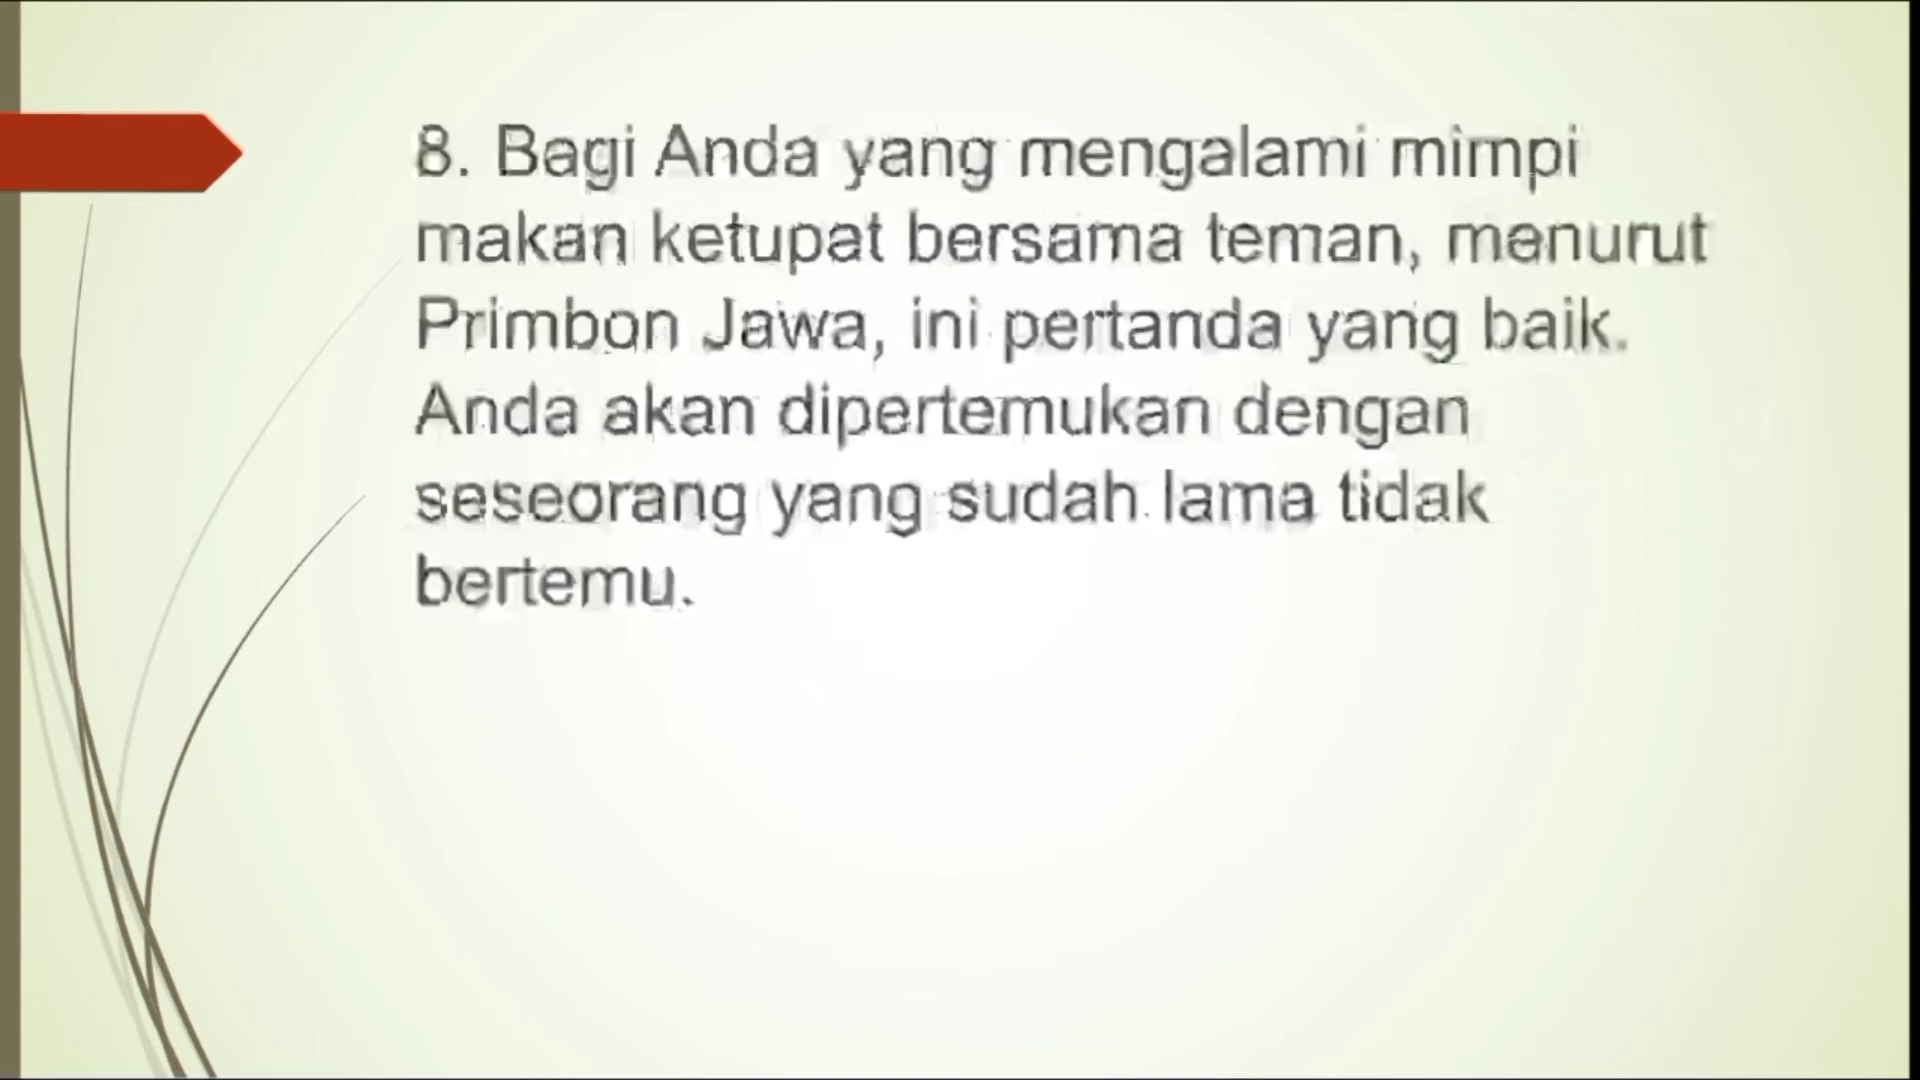 8. Bagi Anda yang mengalami mimpi
makan ketupat bersama teman, menurut
Primbon Jawa, ini pertanda yang baik.
Anda akan dipertemukan dengan
seseorang yang sudah lama tidak
bertemu.